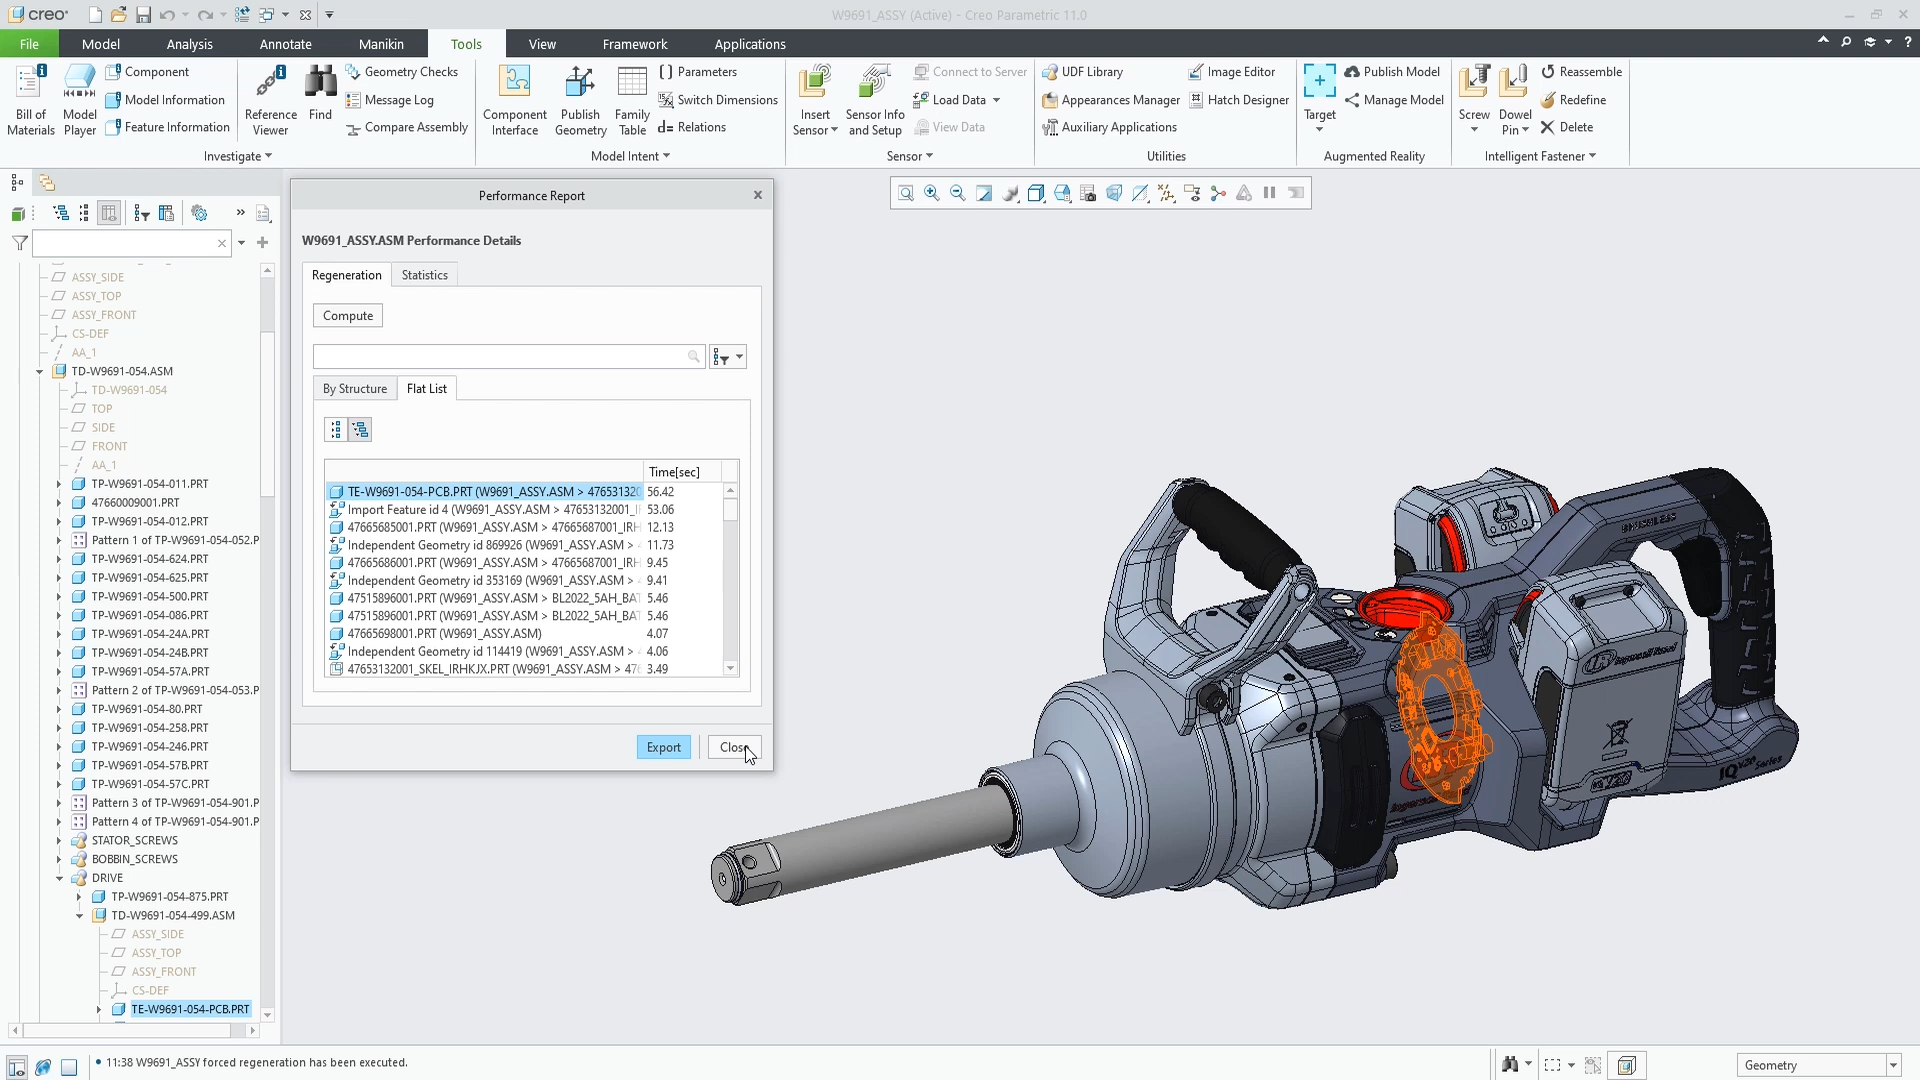 creo
W9691_ASSY (Active) - Creo Parametric 11.0
File Model Analysis Annotate Manikin Tools View Framework Applications
Bill of Materials
Model Player
Component
Model Information
Feature Information
Reference Viewer
Find
Geometry Checks
Message Log
Compare Assembly
Component Interface
Publish Geometry
Family Table
Parameters
Switch Dimensions
d= Relations
Insert Sensor
Sensor Info and Setup
Connect to Server
Load Data
View Data
UDF Library
Appearances Manager
Auxiliary Applications
Image Editor
Hatch Designer
Target
Publish Model
Manage Model
Screw
Dowel Pin
Reassemble
Redefine
Delete
Investigate
Model Intent
Sensor
Utilities
Augmented Reality
Intelligent Fastener
ASSY_SIDE
ASSY_TOP
ASSY_FRONT
CS-DEF
AA_1
TD-W9691-054.ASM
TD-W9691-054
TOP
SIDE
FRONT
AA_1
TP-W9691-054-011.PRT
47660009001.PRT
TP-W9691-054-012.PRT
Pattern 1 of TP-W9691-054-052.P
TP-W9691-054-624.PRT
TP-W9691-054-625.PRT
TP-W9691-054-500.PRT
TP-W9691-054-086.PRT
TP-W9691-054-24A.PRT
TP-W9691-054-24B.PRT
TP-W9691-054-57A.PRT
Pattern 2 of TP-W9691-054-053.P
TP-W9691-054-80.PRT
TP-W9691-054-258.PRT
TP-W9691-054-246.PRT
TP-W9691-054-57B.PRT
TP-W9691-054-57C.PRT
Pattern 3 of TP-W9691-054-901.P
Pattern 4 of TP-W9691-054-901.P
STATOR_SCREWS
BOBBIN_SCREWS
DRIVE
TP-W9691-054-875.PRT
TD-W9691-054-499.ASM
ASSY_SIDE
ASSY_TOP
ASSY_FRONT
CS-DEF
TE-W9691-054-PCB.PRT
Performance Report
W9691_ASSY.ASM Performance Details
Regeneration Statistics
Compute
By Structure Flat List
Time[sec]
TE-W9691-054-PCB.PRT (W9691_ASSY.ASM > 47653132 56.42
Import Feature id 4 (W9691_ASSY.ASM > 47653132001_ 53.06
47665685001.PRT (W9691_ASSY.ASM > 47665687001_IRH 12.13
Independent Geometry id 869926 (W9691_ASSY.ASM > 11.73
47665686001.PRT (W9691_ASSY.ASM > 47665687001_IRH 9.45
Independent Geometry id 353169 (W9691_ASSY.ASM > 9.41
47515896001.PRT (W9691_ASSY.ASM > BL2022_5AH_BA 5.46
47515896001.PRT (W9691_ASSY.ASM > BL2022_5AH_BA 5.46
47665698001.PRT (W9691_ASSY.ASM) 4.07
Independent Geometry id 114419 (W9691_ASSY.ASM > 4.06
47653132001_SKEL_IRHKJX.PRT (W9691_ASSY.ASM > 476 3.49
Export Close
BRUSHLESS
IR Ingersoll Rand
IQV20 Series
11:38 W9691_ASSY forced regeneration has been executed.
Geometry